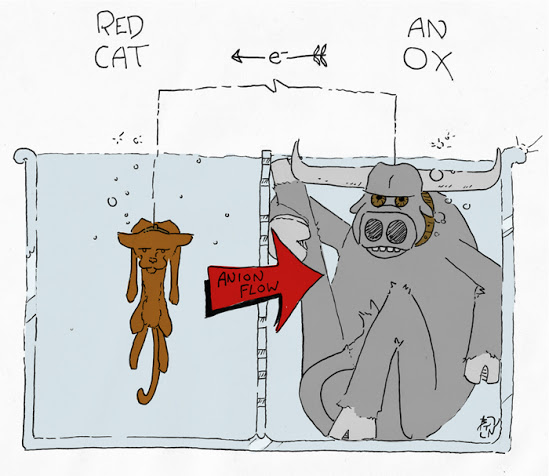 RED
CAT
e-
AN
OX
ANION
FLOW